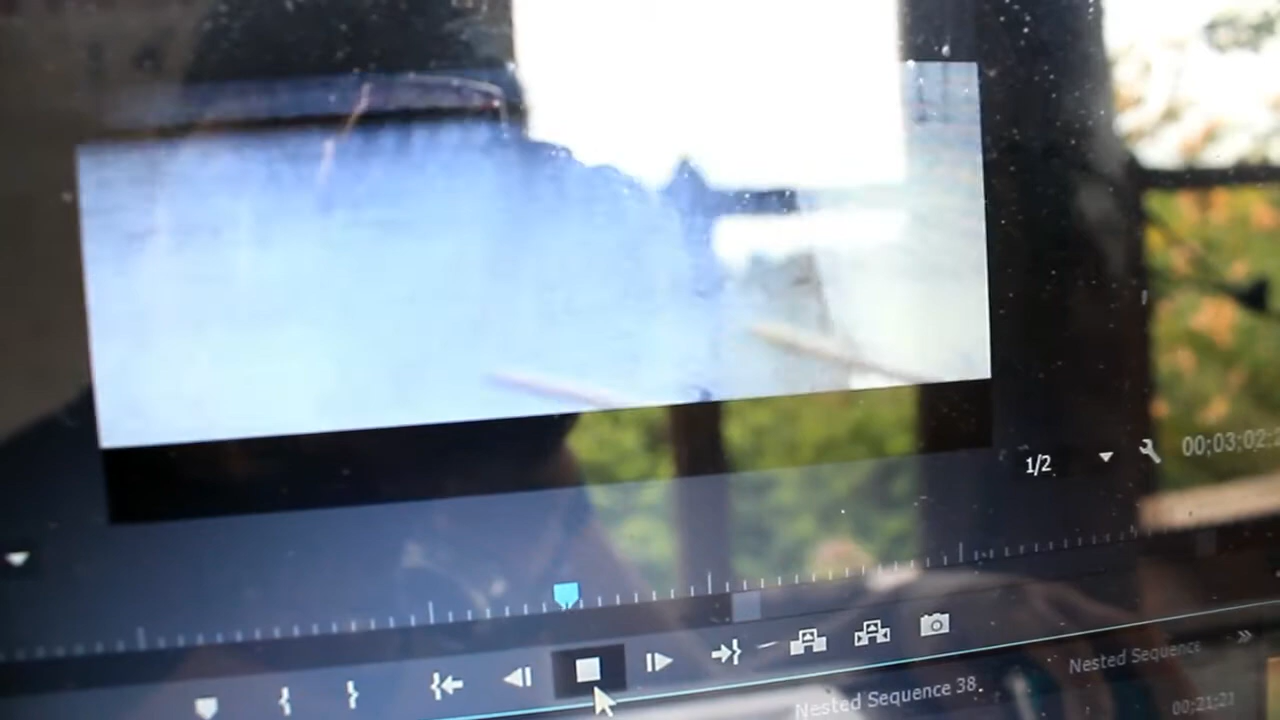 1/2
00;03;02;
Nested Sequence
Nested Sequence 38
00;21;21